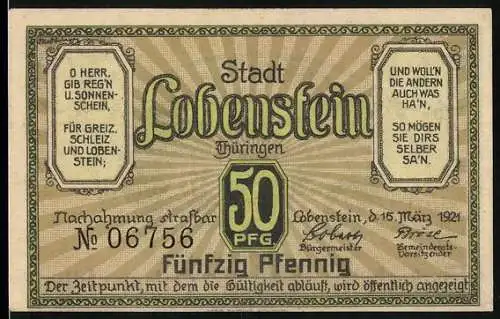 O HERR,
GIB REG'N
U. SONNEN-
SCHEIN,
FÜR GREIZ,
SCHLEIZ
UND LOBEN-
STEIN;
Stadt
Lobenstein
Thüringen
UND WOLL'N
DIE ANDERN
AUCH WAS
HA'N,
SO MÖGEN
SIE DIRS
SELBER
SA'N.
50
PFG
Nachahmung strafbar
No 06756
Lobenstein, d. 15. März 1921
Bürgermeister
Gemeinderats-
Vorsitzender
Fünfzig Pfennig
Der Zeitpunkt, mit dem die Gültigkeit abläuft, wird öffentlich angezeigt